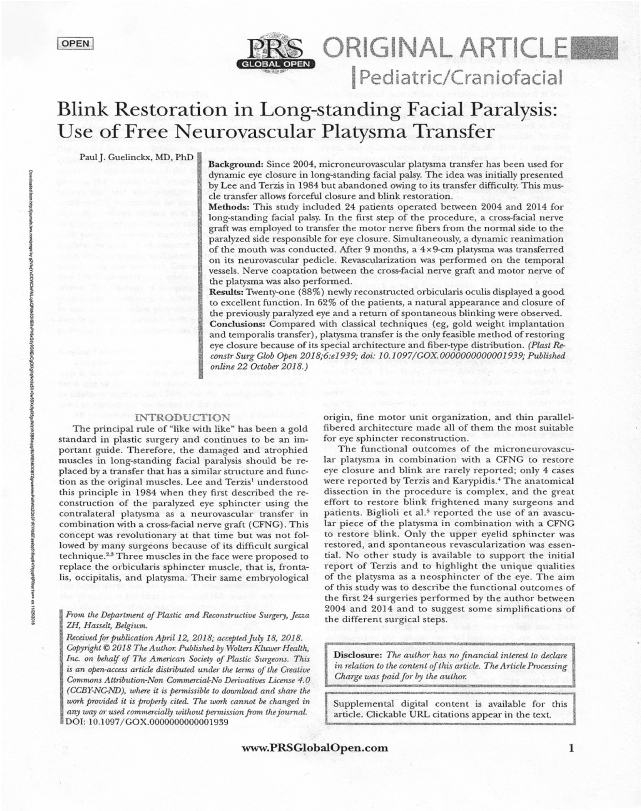 OPEN
PRS
GLOBAL OPEN
ORIGINAL ARTICLE
Pediatric/Craniofacial
Blink Restoration in Long-standing Facial Paralysis:
Use of Free Neurovascular Platysma Transfer
Paul J. Guelinckx, MD, PhD
Background: Since 2004, microneurovascular platysma transfer has been used for
dynamic eye closure in long-standing facial palsy. The idea was initially presented
by Lee and Terzis in 1984 but abandoned owing to its transfer difficulty. This mus-
cle transfer allows forceful closure and blink restoration.
Methods: This study included 24 patients operated between 2004 and 2014 for
long-standing facial palsy. In the first step of the procedure, a cross-facial nerve
graft was employed to transfer the motor nerve fibers from the normal side to the
paralyzed side responsible for eye closure. Simultaneously, a dynamic reanimation
of the mouth was conducted. After 9 months, a 4×9-cm platysma was transferred
on its neurovascular pedicle. Revascularization was performed on the temporal
vessels. Nerve coaptation between the cross-facial nerve graft and motor nerve of
the platysma was also performed.
Results: Twenty-one (88%) newly reconstructed orbicularis oculis displayed a good
to excellent function. In 62% of the patients, a natural appearance and closure of
the previously paralyzed eye and a return of spontaneous blinking were observed.
Conclusions: Compared with classical techniques (eg, gold weight implantation
and temporalis transfer), platysma transfer is the only feasible method of restoring
eye closure because of its special architecture and fiber-type distribution. (Plast Re-
constr Surg Glob Open 2018;6:e1939; doi: 10.1097/GOX.0000000000001939; Published
online 22 October 2018.)
INTRODUCTION
The principal rule of “like with like” has been a gold
standard in plastic surgery and continues to be an im-
portant guide. Therefore, the damaged and atrophied
muscles in long-standing facial paralysis should be re-
placed by a transfer that has a similar structure and func-
tion as the original muscles. Lee and Terzis¹ understood
this principle in 1984 when they first described the re-
construction of the paralyzed eye sphincter using the
contralateral platysma as a neurovascular transfer in
combination with a cross-facial nerve graft (CFNG). This
concept was revolutionary at that time but was not fol-
lowed by many surgeons because of its difficult surgical
technique.²,³ Three muscles in the face were proposed to
replace the orbicularis sphincter muscle, that is, fronta-
lis, occipitalis, and platysma. Their same embryological
From the Department of Plastic and Reconstructive Surgery, Jessa
ZH, Hasselt, Belgium.
Received for publication April 12, 2018; accepted July 18, 2018.
Copyright © 2018 The Author. Published by Wolters Kluwer Health,
Inc. on behalf of The American Society of Plastic Surgeons. This
is an open-access article distributed under the terms of the Creative
Commons Attribution-Non Commercial-No Derivatives License 4.0
(CCBY-NC-ND), where it is permissible to download and share the
work provided it is properly cited. The work cannot be changed in
any way or used commercially without permission from the journal.
DOI: 10.1097/GOX.0000000000001939
origin, fine motor unit organization, and thin parallel-
fibered architecture made all of them the most suitable
for eye sphincter reconstruction.
The functional outcomes of the microneurovascu-
lar platysma in combination with a CFNG to restore
eye closure and blink are rarely reported; only 4 cases
were reported by Terzis and Karypidis.⁴ The anatomical
dissection in the procedure is complex, and the great
effort to restore blink frightened many surgeons and
patients. Biglioli et al.⁵ reported the use of an avascu-
lar piece of the platysma in combination with a CFNG
to restore blink. Only the upper eyelid sphincter was
restored, and spontaneous revascularization was essen-
tial. No other study is available to support the initial
report of Terzis and to highlight the unique qualities
of the platysma as a neosphincter of the eye. The aim
of this study was to describe the functional outcomes of
the first 24 surgeries performed by the author between
2004 and 2014 and to suggest some simplifications of
the different surgical steps.
Disclosure: The author has no financial interest to declare
in relation to the content of this article. The Article Processing
Charge was paid for by the author.
Supplemental digital content is available for this
article. Clickable URL citations appear in the text.
www.PRSGlobalOpen.com
1